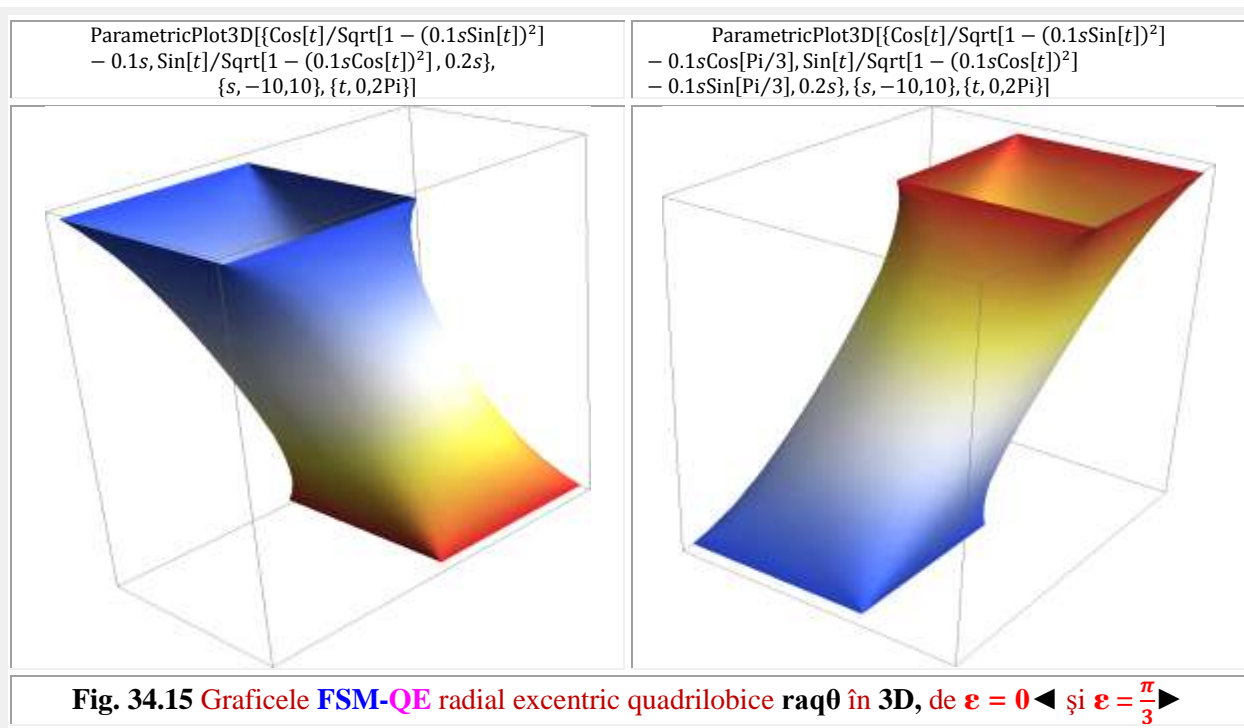 ParametricPlot3D[{Cos[t]/Sqrt[1 − (0.1sSin[t])²]
− 0.1s, Sin[t]/Sqrt[1 − (0.1sCos[t])²] , 0.2s},
{s, −10,10}, {t, 0,2Pi}]
ParametricPlot3D[{Cos[t]/Sqrt[1 − (0.1sSin[t])²]
− 0.1sCos[Pi/3], Sin[t]/Sqrt[1 − (0.1sCos[t])²]
− 0.1sSin[Pi/3], 0.2s}, {s, −10,10}, {t, 0,2Pi}]
Fig. 34.15 Graficele FSM-QE radial excentric quadrilobice raqθ în 3D, de ε = 0◄ şi ε = π/3►